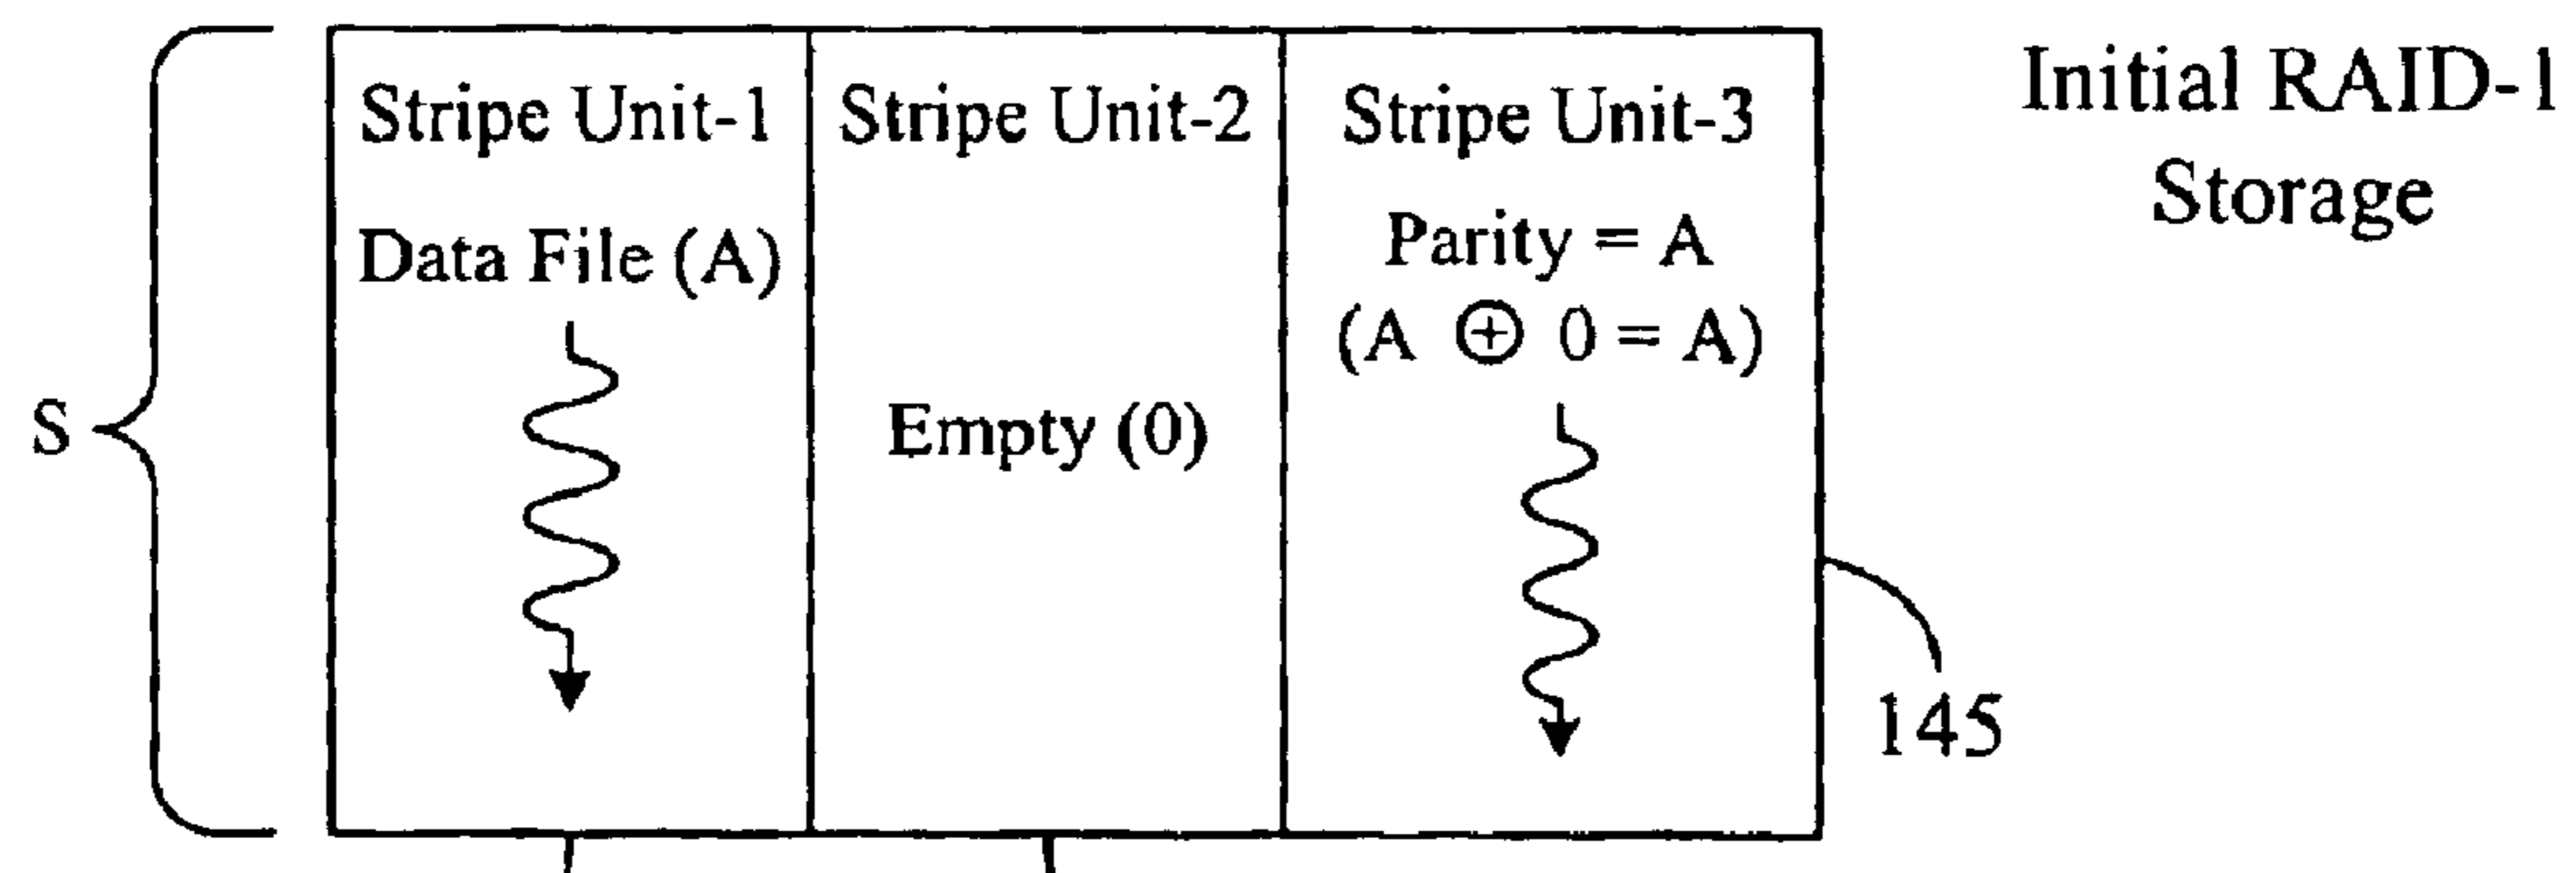 Initial RAID-1
Storage
S
Stripe Unit-1
Data File (A)
Stripe Unit-2
Empty (0)
Stripe Unit-3
Parity = A
(A ⊕ 0 = A)
145